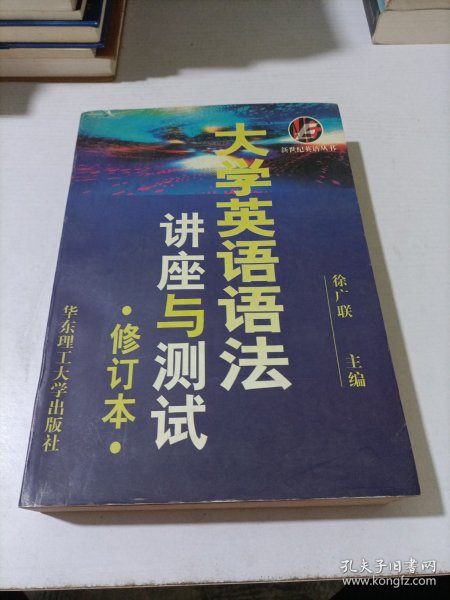 新世纪英语丛书
大学英语语法
讲座与测试
·修订本·
徐广联 主编
华东理工大学出版社
孔夫子旧书网
www.kongfz.com